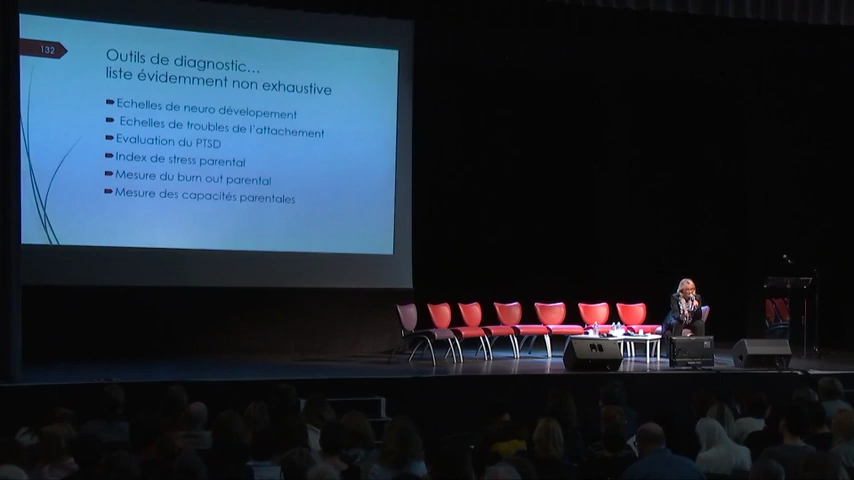 132
Outils de diagnostic...
liste évidemment non exhaustive
Echelles de neuro dévelopement
Echelles de troubles de l'attachement
Evaluation du PTSD
Index de stress parental
Mesure du burn out parental
Mesure des capacités parentales